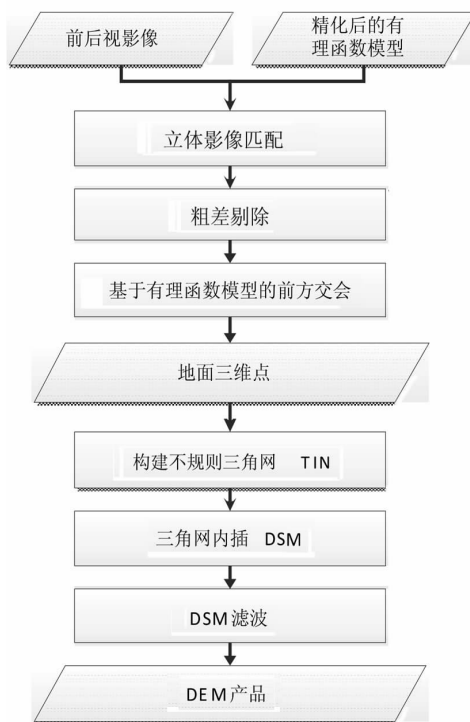 前后视影像
精化后的有
理函数模型
立体影像匹配
粗差剔除
基于有理函数模型的前方交会
地面三维点
构建不规则三角网 TIN
三角网内插 DSM
DSM滤波
DEM产品